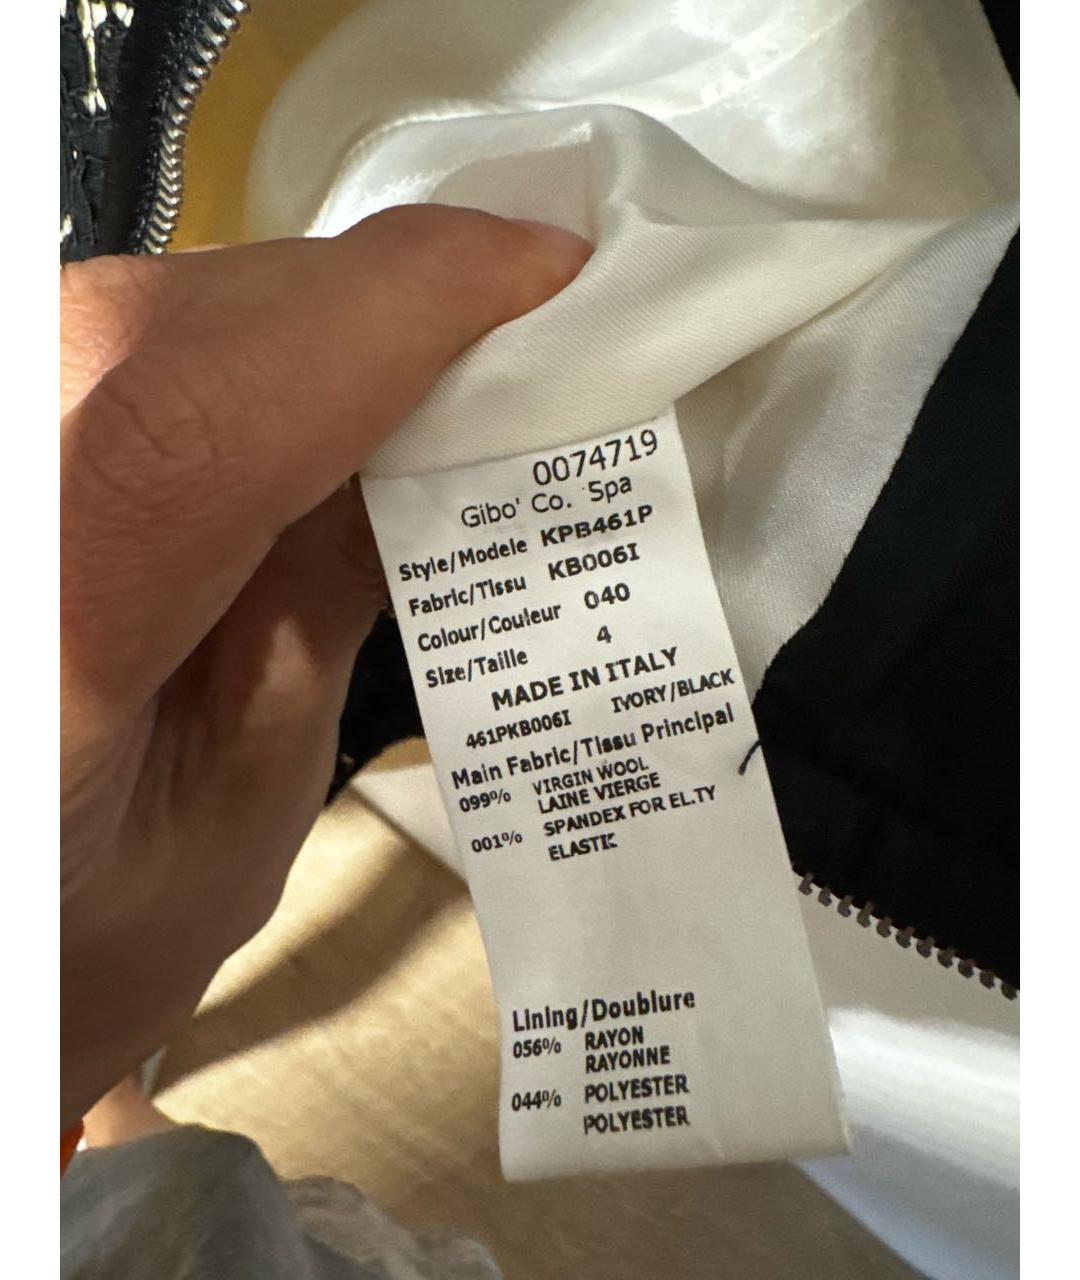 0074719
Gibo' Co. Spa
Style/Modele KPB461P
Fabric/Tissu KB006I
Colour/Couleur 040
Size/Taille 4
MADE IN ITALY
461PKB006I IVORY/BLACK
Main Fabric/Tissu Principal
099% VIRGIN WOOL
LAINE VIERGE
001% SPANDEX FOR EL.TY
ELASTIC
Lining/Doublure
056% RAYON
RAYONNE
044% POLYESTER
POLYESTER